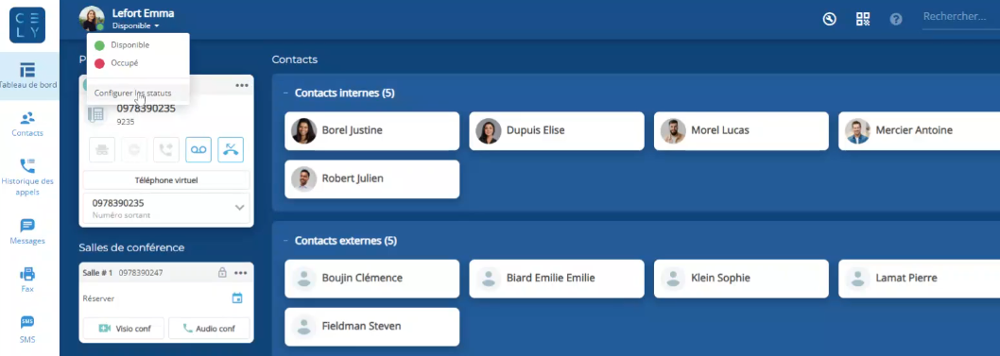 CE
LY
Lefort Emma
Disponible
Rechercher...
Disponible
Occupé
Configurer les statuts
Tableau de bord
Contacts
Historique des
appels
Messages
Fax
SMS
SMS
P
0978390235
9235
Téléphone virtuel
0978390235
Numéro sortant
Salles de conférence
Salle # 1 0978390247
Réserver
Visio conf
Audio conf
Contacts
Contacts internes (5)
Borel Justine
Dupuis Elise
Morel Lucas
Mercier Antoine
Robert Julien
Contacts externes (5)
Boujin Clémence
Biard Emilie Emilie
Klein Sophie
Lamat Pierre
Fieldman Steven